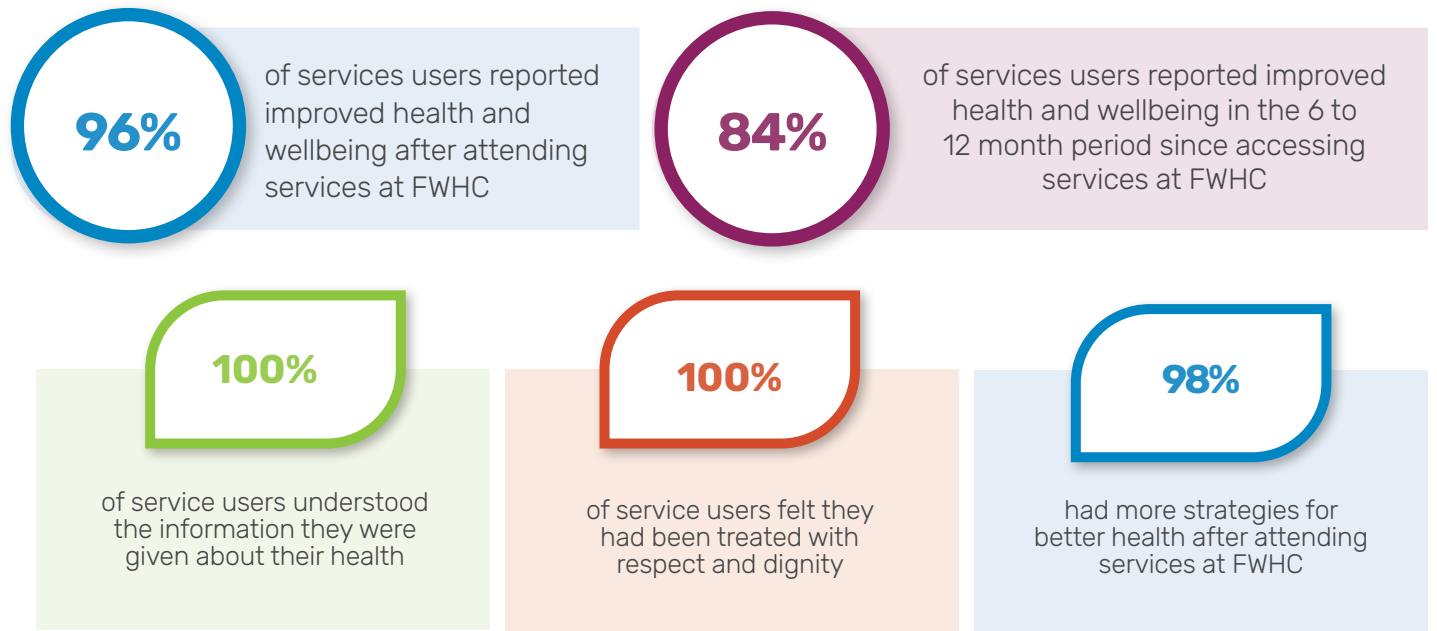 96%
of services users reported
improved health and
wellbeing after attending
services at FWHC
84%
of services users reported improved
health and wellbeing in the 6 to
12 month period since accessing
services at FWHC
100%
of service users understood
the information they were
given about their health
100%
of service users felt they
had been treated with
respect and dignity
98%
had more strategies for
better health after attending
services at FWHC